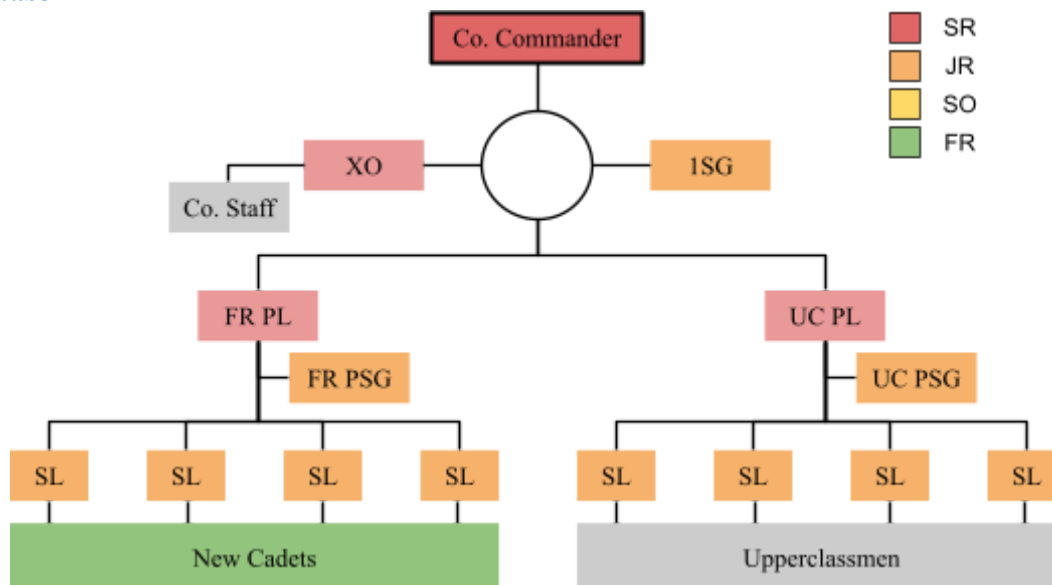 Co. Commander
SR
JR
SO
FR
XO
1SG
Co. Staff
FR PL
UC PL
FR PSG
UC PSG
SL
SL
SL
SL
SL
SL
SL
SL
New Cadets
Upperclassmen